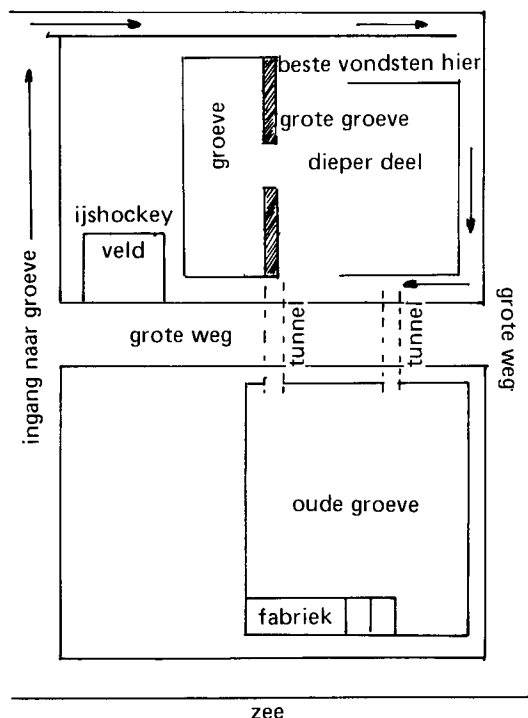 beste vondsten hier
groeve
grote groeve
dieper deel
ijshockey
veld
ingang naar groeve
grote weg
tunnel
tunnel
grote weg
oude groeve
fabriek
zee